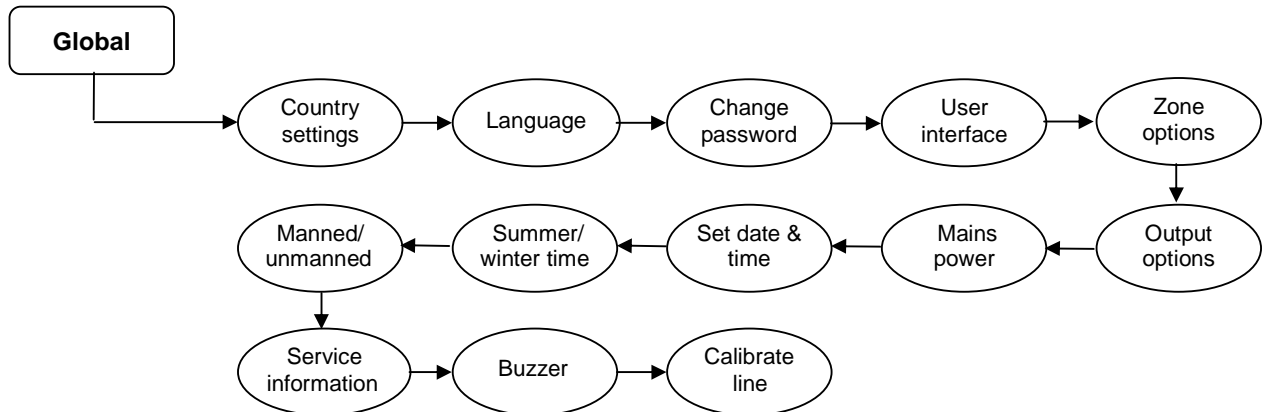 Global
Country
settings
Language
Change
password
User
interface
Zone
options
Manned/
unmanned
Summer/
winter time
Set date &
time
Mains
power
Output
options
Service
information
Buzzer
Calibrate
line